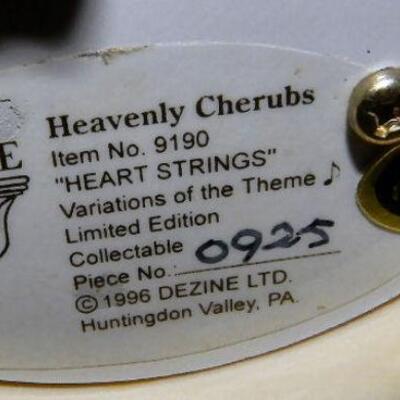 Heavenly Cherubs
Item No. 9190
"HEART STRINGS"
Variations of the Theme ♪
Limited Edition
Collectable
Piece No.: 0925
© 1996 DEZINE LTD.
Huntingdon Valley, PA.